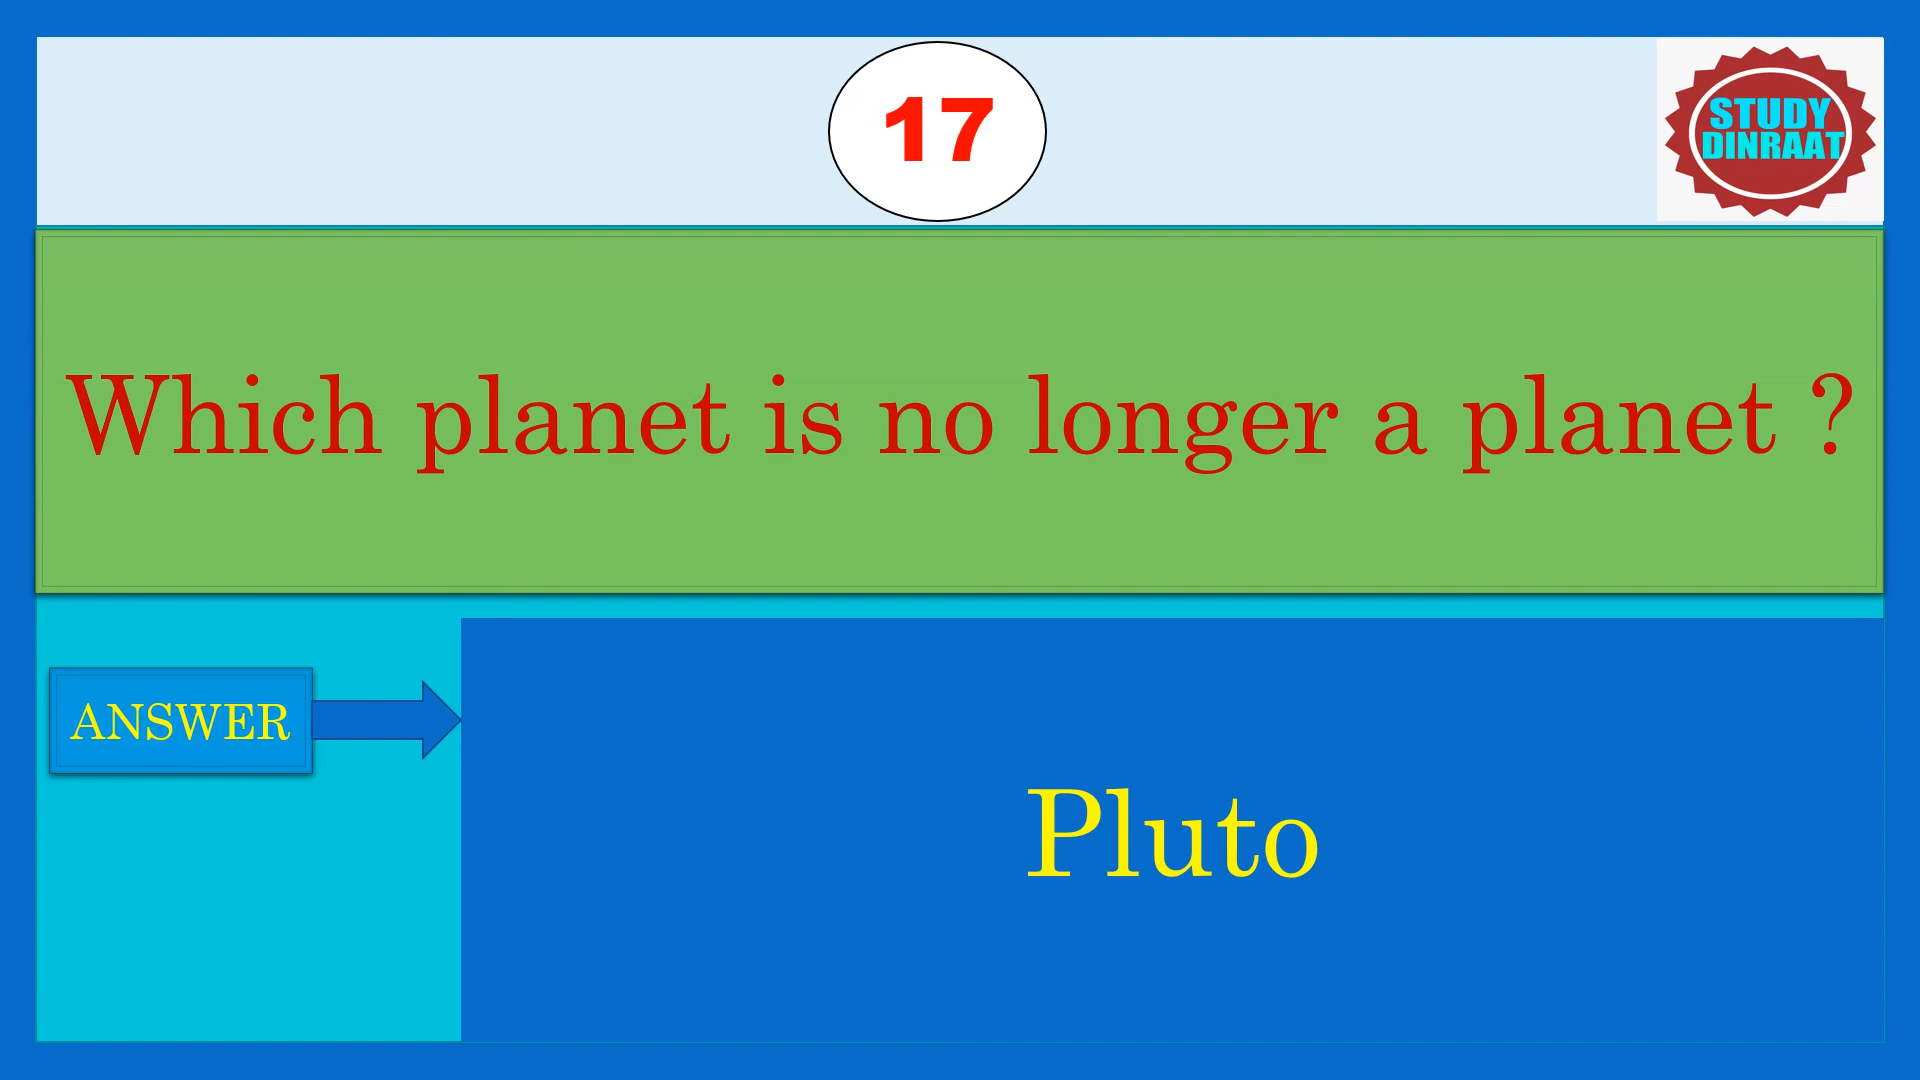 17
STUDY
DINRAAT
Which planet is no longer a planet ?
ANSWER
Pluto